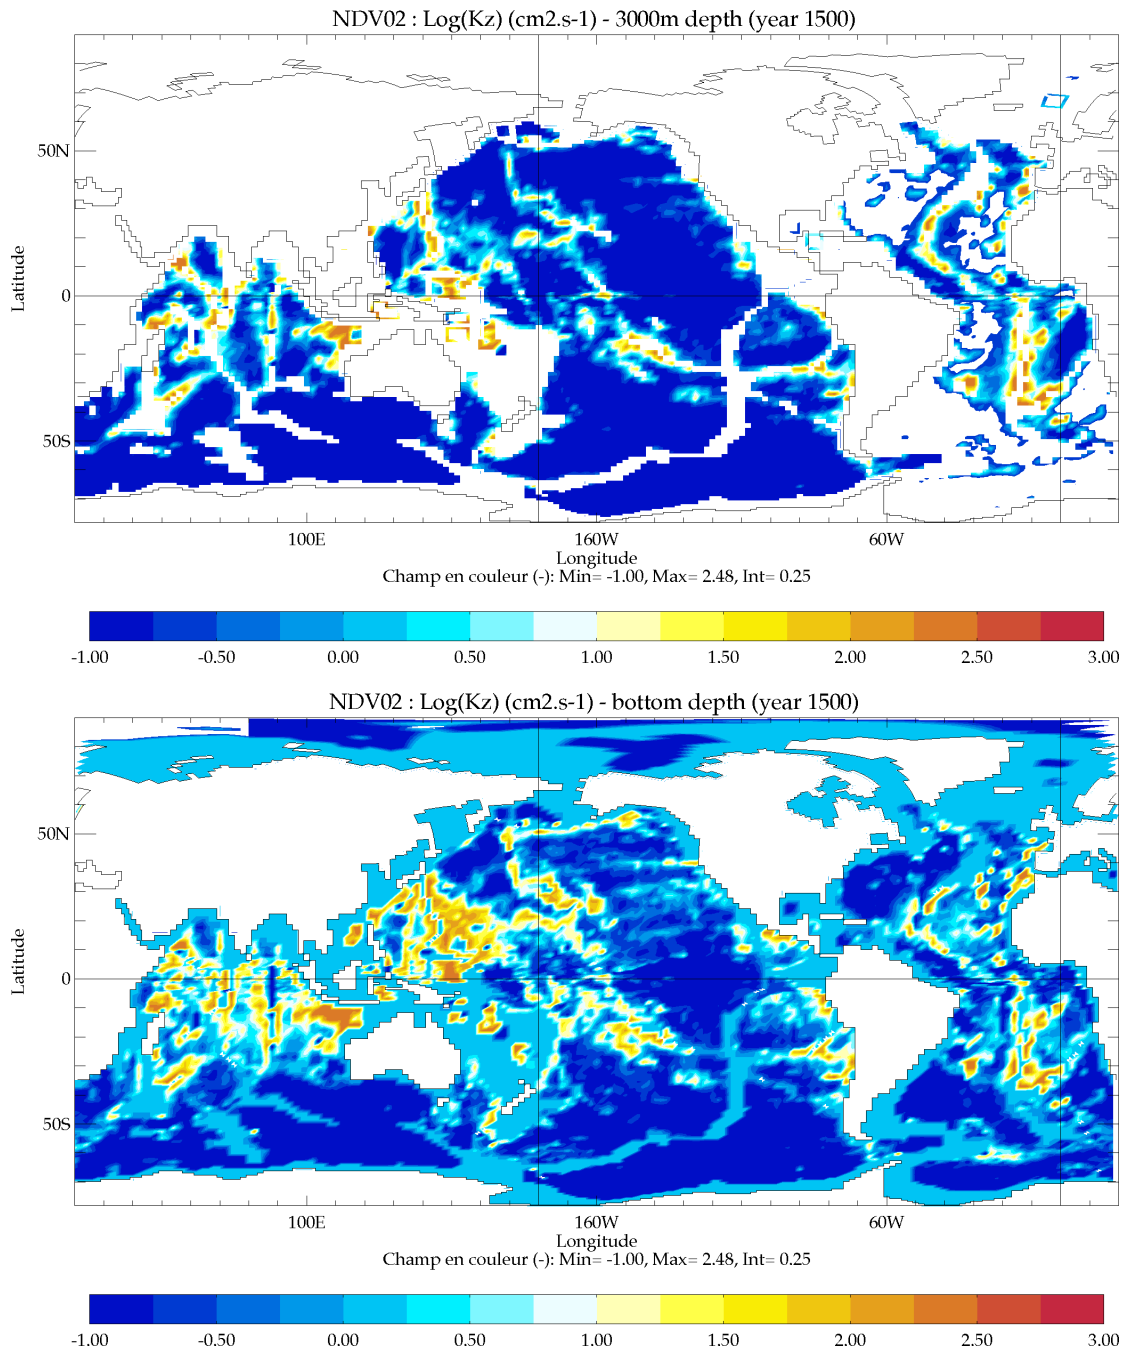 NDV02 : Log(Kz) (cm2.s-1) - 3000m depth (year 1500)
50N
0
50S
Latitude
100E
160W
60W
Longitude
Champ en couleur (-): Min= -1.00, Max= 2.48, Int= 0.25
-1.00 -0.50 0.00 0.50 1.00 1.50 2.00 2.50 3.00
NDV02 : Log(Kz) (cm2.s-1) - bottom depth (year 1500)
50N
0
50S
Latitude
100E
160W
60W
Longitude
Champ en couleur (-): Min= -1.00, Max= 2.48, Int= 0.25
-1.00 -0.50 0.00 0.50 1.00 1.50 2.00 2.50 3.00